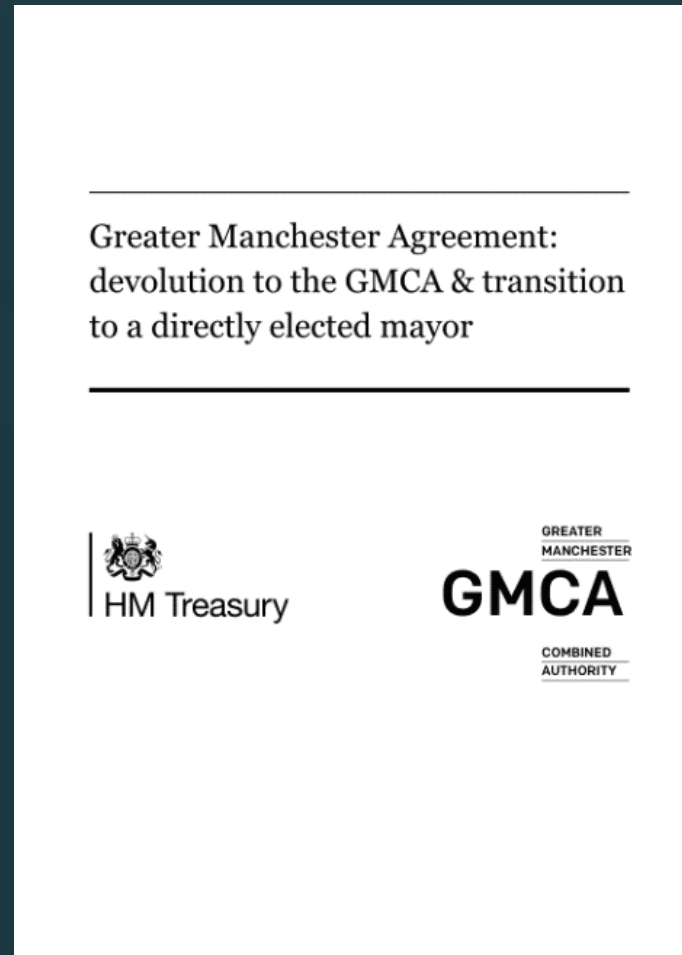 Greater Manchester Agreement:
devolution to the GMCA & transition
to a directly elected mayor
HM Treasury
GREATER
MANCHESTER
GMCA
COMBINED
AUTHORITY